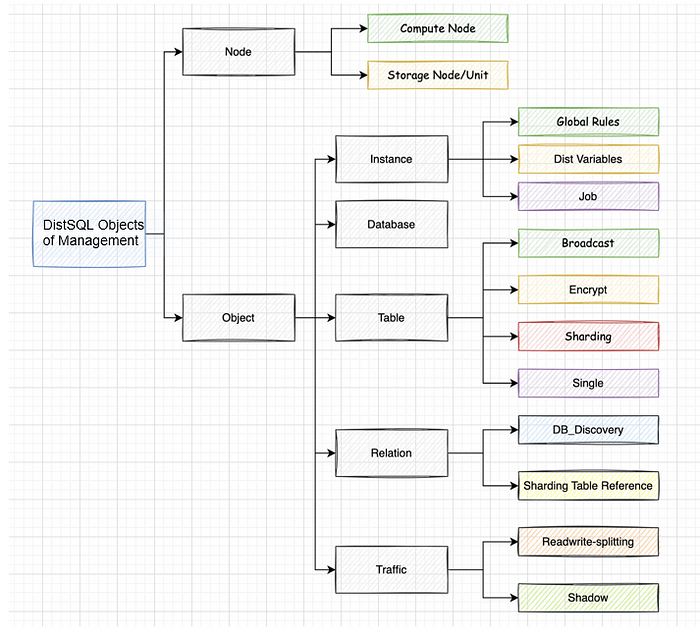 Node
Compute Node
Storage Node/Unit
DistSQL Objects
of Management
Object
Instance
Global Rules
Dist Variables
Job
Database
Table
Broadcast
Encrypt
Sharding
Single
Relation
DB_Discovery
Sharding Table Reference
Traffic
Readwrite-splitting
Shadow